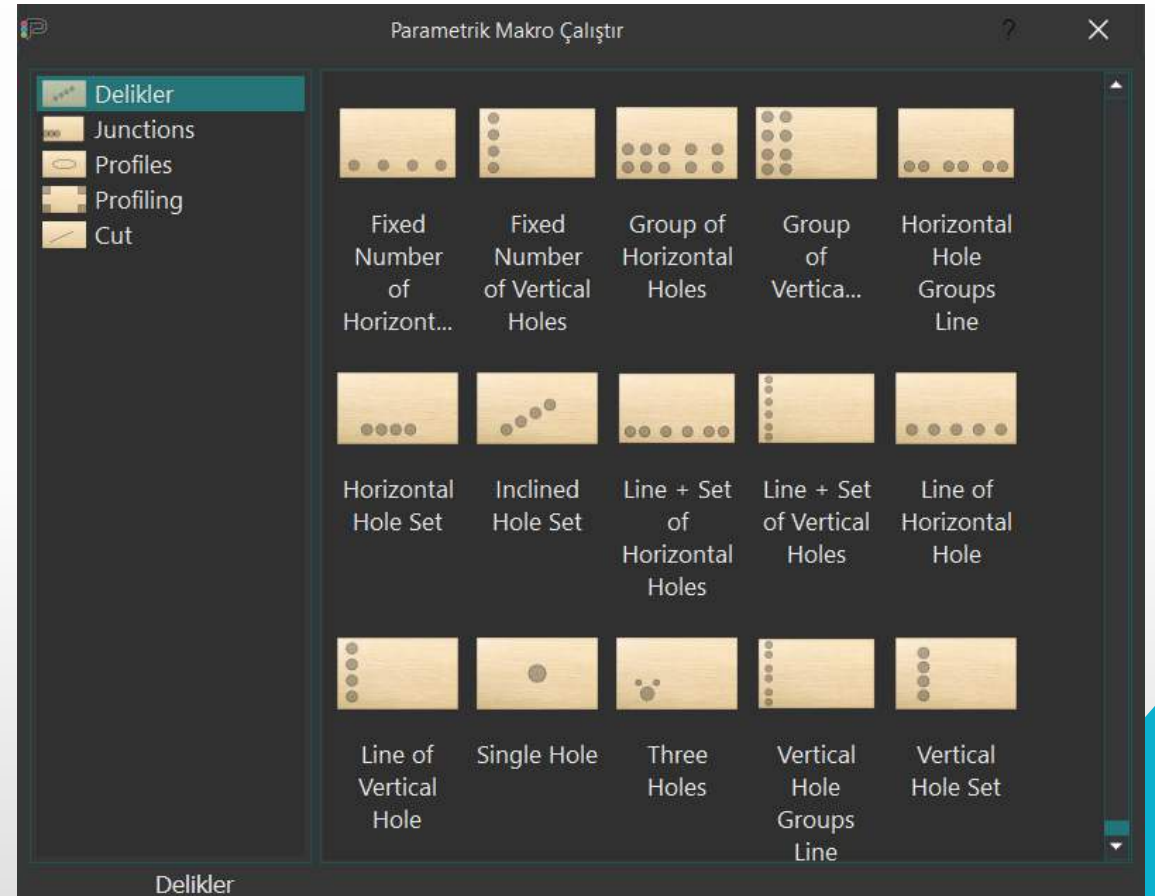 Parametrik Makro Çalıştır
?
Delikler
Junctions
Profiles
Profiling
Cut
Fixed
Number
of
Horizont...
Fixed
Number
of Vertical
Holes
Group of
Horizontal
Holes
Group
of
Vertica...
Horizontal
Hole
Groups
Line
Horizontal
Hole Set
Inclined
Hole Set
Line + Set
of
Horizontal
Holes
Line + Set
of Vertical
Holes
Line of
Horizontal
Hole
Line of
Vertical
Hole
Single Hole
Three
Holes
Vertical
Hole
Groups
Line
Vertical
Hole Set
Delikler